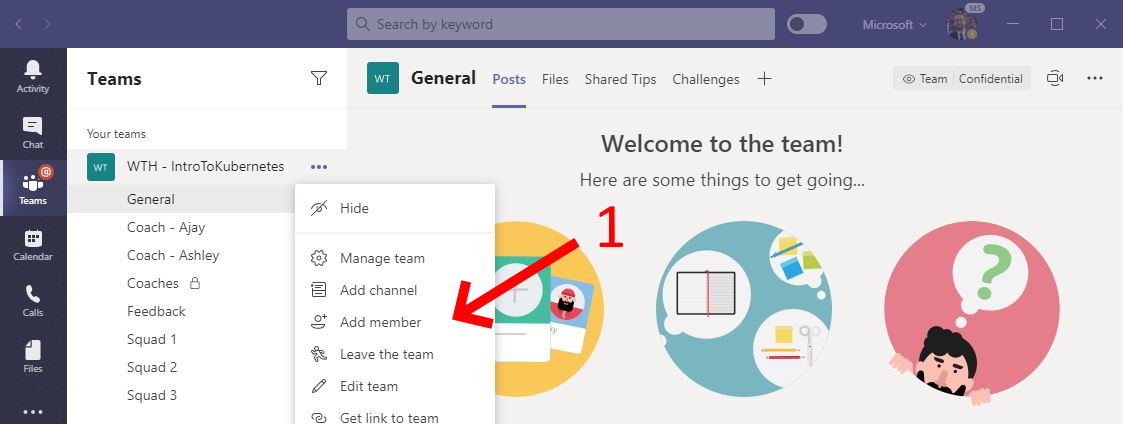 Search by keyword
Microsoft
MS
Activity
Chat
@
Teams
Calendar
Calls
Files
Teams
Your teams
WT WTH - IntroToKubernetes
General
Coach - Ajay
Coach - Ashley
Coaches
Feedback
Squad 1
Squad 2
Squad 3
Hide
Manage team
Add channel
Add member
Leave the team
Edit team
Get link to team
WT General Posts Files Shared Tips Challenges
Team Confidential
Welcome to the team!
Here are some things to get going...
1
?